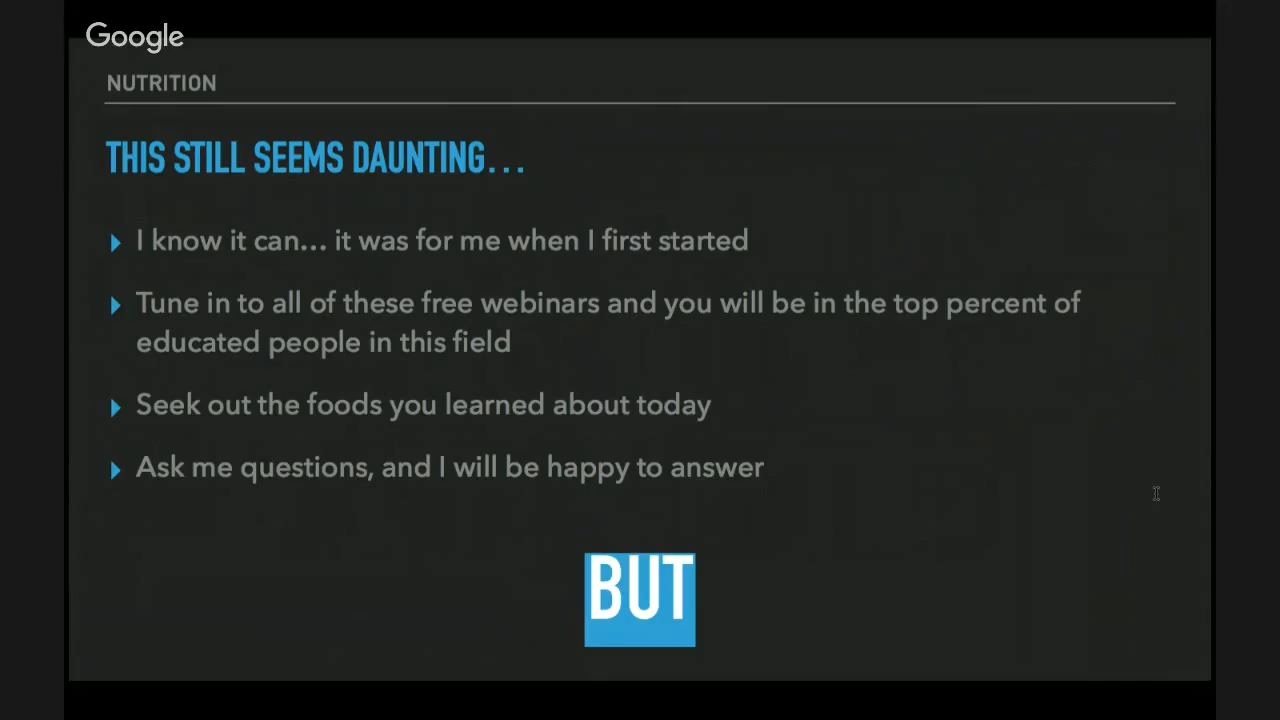 Google
NUTRITION
THIS STILL SEEMS DAUNTING...
I know it can... it was for me when I first started
Tune in to all of these free webinars and you will be in the top percent of
educated people in this field
Seek out the foods you learned about today
Ask me questions, and I will be happy to answer
BUT